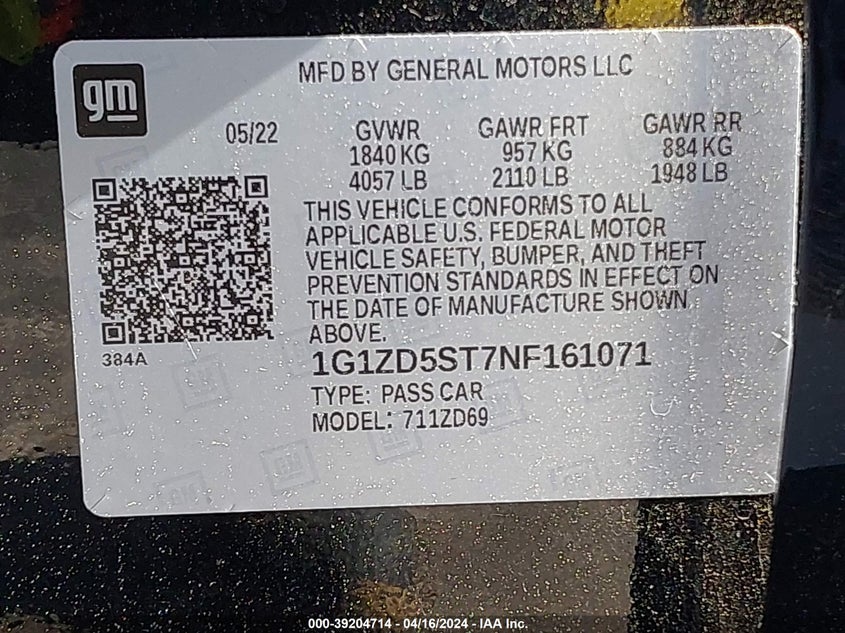 gm
MFD BY GENERAL MOTORS LLC
05/22
GVWR GAWR FRT GAWR RR
1840 KG 957 KG 884 KG
4057 LB 2110 LB 1948 LB
THIS VEHICLE CONFORMS TO ALL
APPLICABLE U.S. FEDERAL MOTOR
VEHICLE SAFETY, BUMPER, AND THEFT
PREVENTION STANDARDS IN EFFECT ON
THE DATE OF MANUFACTURE SHOWN
ABOVE.
384A
1G1ZD5ST7NF161071
TYPE: PASS CAR
MODEL: 711ZD69
000-39204714 - 04/16/2024 - IAA Inc.